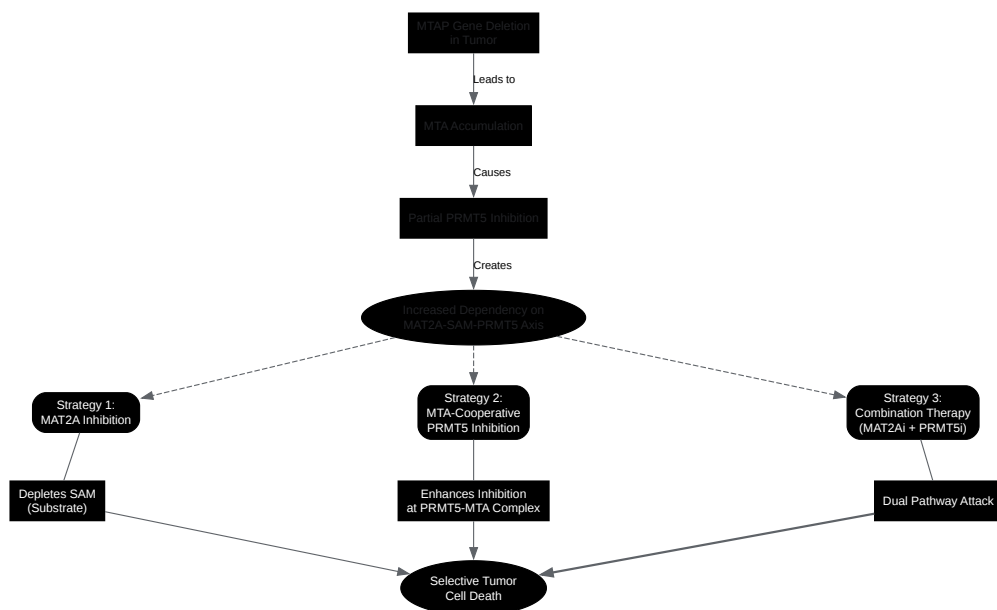 MTAP Gene Deletion
in Tumor
Leads to
MTA Accumulation
Causes
Partial PRMT5 Inhibition
Creates
Increased Dependency on
MAT2A-SAM-PRMT5 Axis
Strategy 1:
MAT2A Inhibition
Strategy 2:
MTA-Cooperative
PRMT5 Inhibition
Strategy 3:
Combination Therapy
(MAT2Ai + PRMT5i)
Depletes SAM
(Substrate)
Enhances Inhibition
at PRMT5-MTA Complex
Dual Pathway Attack
Selective Tumor
Cell Death